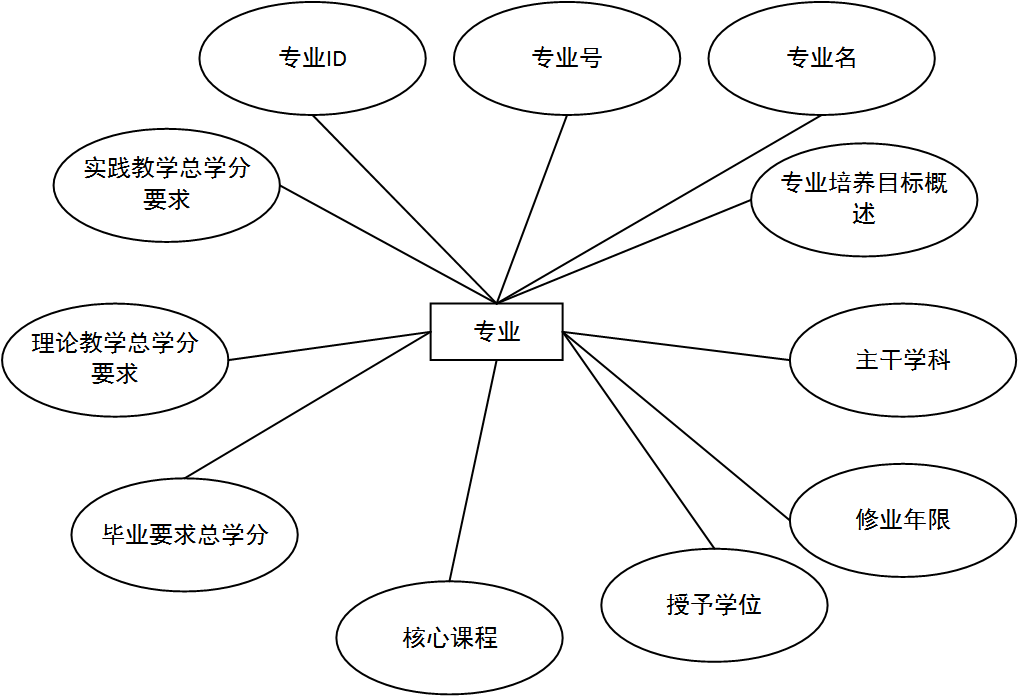 专业ID
专业号
专业名
实践教学总学分
要求
专业培养目标概
述
专业
理论教学总学分
要求
主干学科
修业年限
毕业要求总学分
授予学位
核心课程